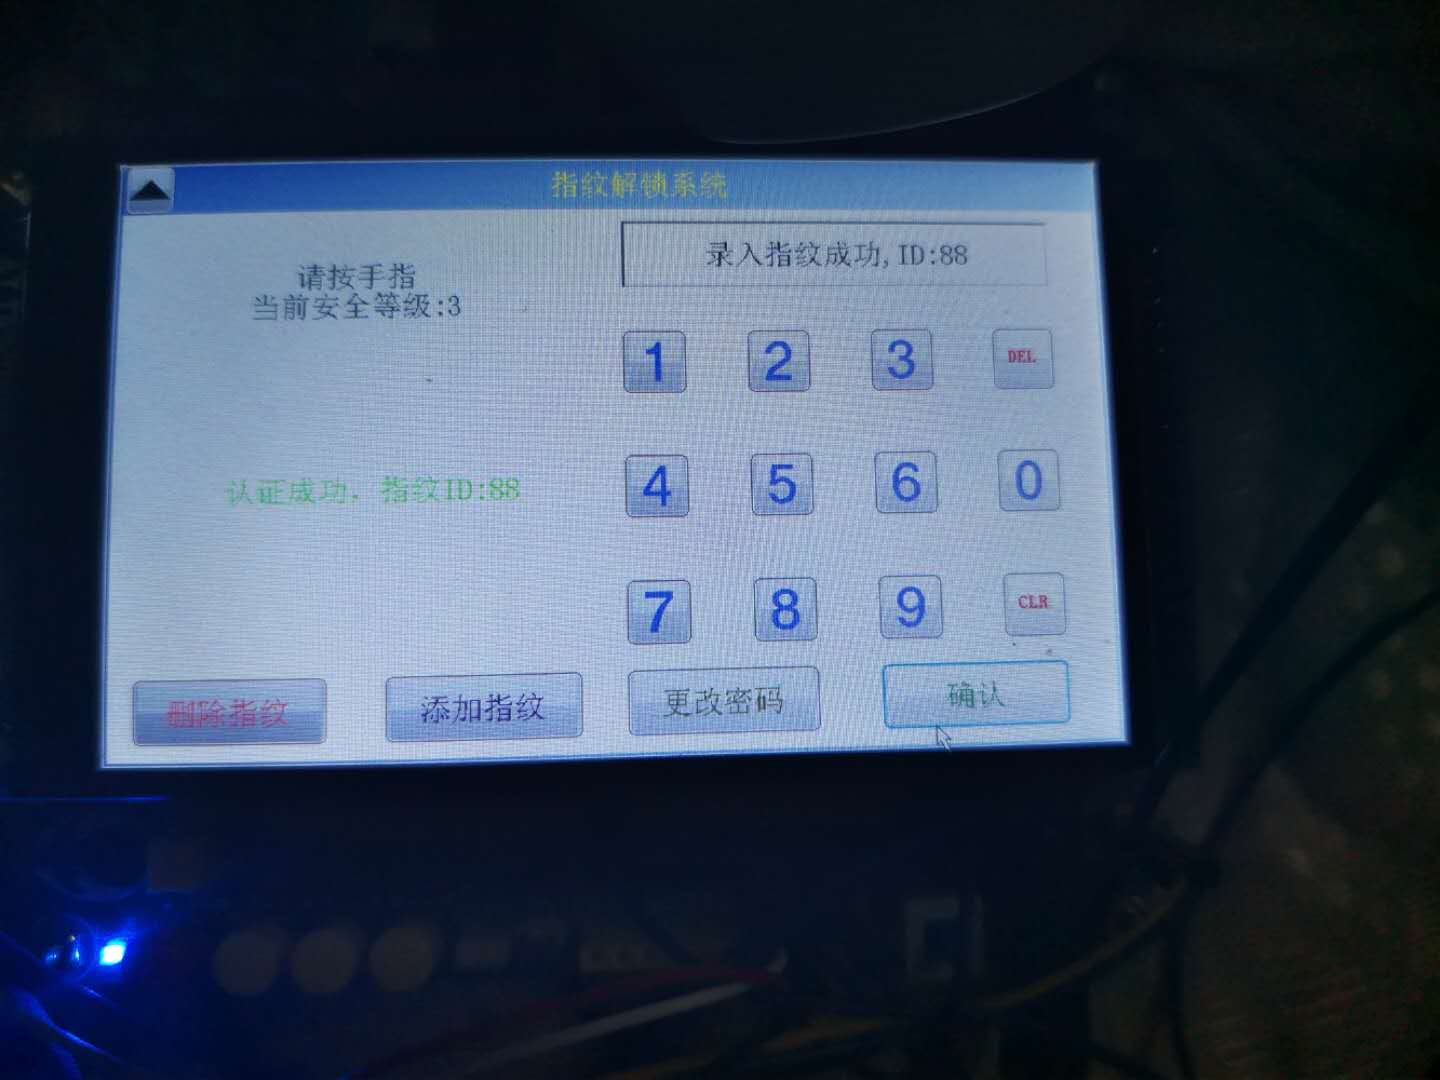 指纹解锁系统
请按手指
当前安全等级:3
录入指纹成功,ID:88
1 2 3 DEL
4 5 6 0
7 8 9 CLR
认证成功. 指纹ID:88
删除指纹 添加指纹 更改密码 确认